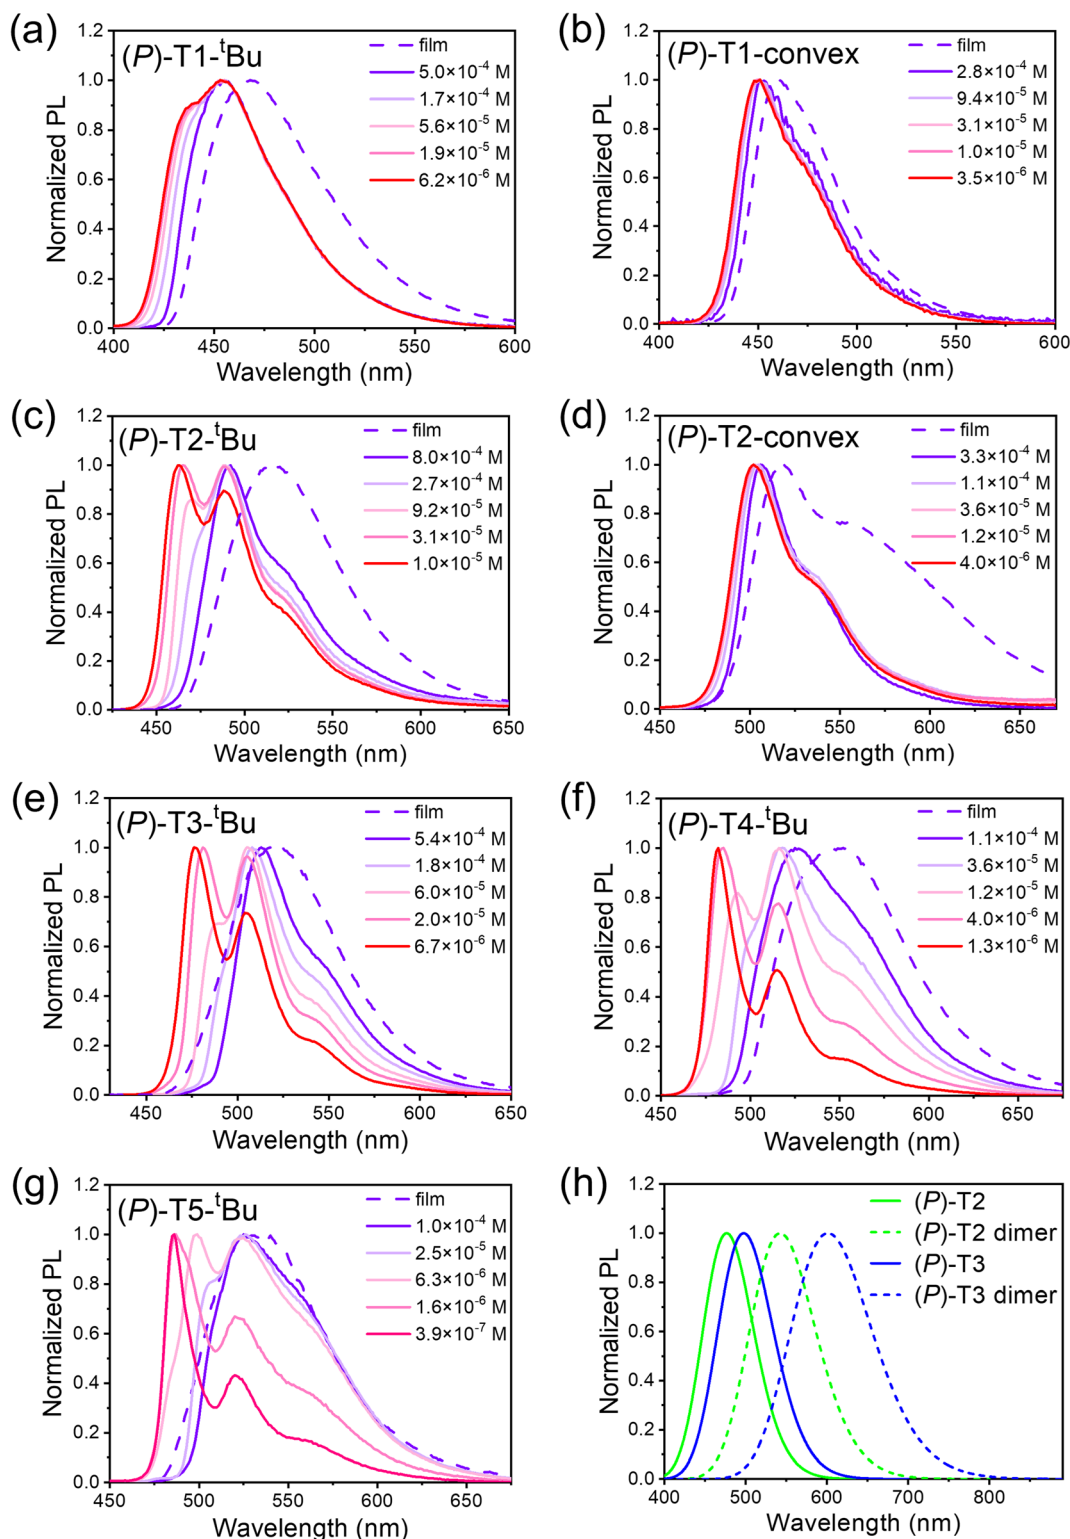 (a)
(P)-T1-ᵗBu
film
5.0×10⁻⁴ M
1.7×10⁻⁴ M
5.6×10⁻⁵ M
1.9×10⁻⁵ M
6.2×10⁻⁶ M
Normalized PL
1.2
1.0
0.8
0.6
0.4
0.2
0.0
400 450 500 550 600
Wavelength (nm)
(b)
(P)-T1-convex
film
2.8×10⁻⁴ M
9.4×10⁻⁵ M
3.1×10⁻⁵ M
1.0×10⁻⁵ M
3.5×10⁻⁶ M
Normalized PL
1.2
1.0
0.8
0.6
0.4
0.2
0.0
400 450 500 550 600
Wavelength (nm)
(c)
(P)-T2-ᵗBu
film
8.0×10⁻⁴ M
2.7×10⁻⁴ M
9.2×10⁻⁵ M
3.1×10⁻⁵ M
1.0×10⁻⁵ M
Normalized PL
1.2
1.0
0.8
0.6
0.4
0.2
0.0
450 500 550 600 650
Wavelength (nm)
(d)
(P)-T2-convex
film
3.3×10⁻⁴ M
1.1×10⁻⁴ M
3.6×10⁻⁵ M
1.2×10⁻⁵ M
4.0×10⁻⁶ M
Normalized PL
1.2
1.0
0.8
0.6
0.4
0.2
0.0
450 500 550 600 650
Wavelength (nm)
(e)
(P)-T3-ᵗBu
film
5.4×10⁻⁴ M
1.8×10⁻⁴ M
6.0×10⁻⁵ M
2.0×10⁻⁵ M
6.7×10⁻⁶ M
Normalized PL
1.2
1.0
0.8
0.6
0.4
0.2
0.0
450 500 550 600 650
Wavelength (nm)
(f)
(P)-T4-ᵗBu
film
1.1×10⁻⁴ M
3.6×10⁻⁵ M
1.2×10⁻⁵ M
4.0×10⁻⁶ M
1.3×10⁻⁶ M
Normalized PL
1.2
1.0
0.8
0.6
0.4
0.2
0.0
450 500 550 600 650
Wavelength (nm)
(g)
(P)-T5-ᵗBu
film
1.0×10⁻⁴ M
2.5×10⁻⁵ M
6.3×10⁻⁶ M
1.6×10⁻⁶ M
3.9×10⁻⁷ M
Normalized PL
1.2
1.0
0.8
0.6
0.4
0.2
0.0
450 500 550 600 650
Wavelength (nm)
(h)
(P)-T2
(P)-T2 dimer
(P)-T3
(P)-T3 dimer
Normalized PL
1.2
1.0
0.8
0.6
0.4
0.2
0.0
400 500 600 700 800
Wavelength (nm)